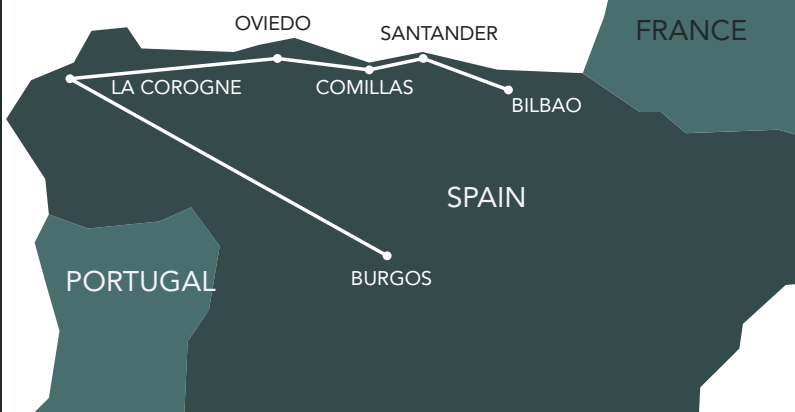 OVIEDO
SANTANDER
FRANCE
LA COROGNE
COMILLAS
BILBAO
SPAIN
PORTUGAL
BURGOS